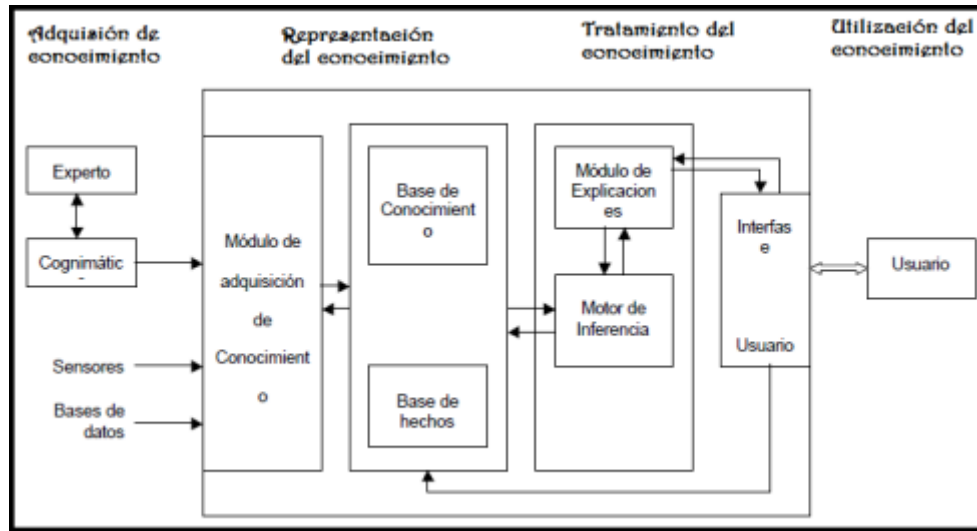 Adquisión de
conocimiento
Representación
del conocimiento
Tratamiento del
conocimiento
Utilización del
conocimiento
Experto
Cognimátic
Sensores
Bases de
datos
Módulo de
adquisición
de
Conocimient
o
Base de
Conocimient
o
Base de
hechos
Módulo de
Explicacion
es
Motor de
Inferencia
Interfas
e
Usuario
Usuario